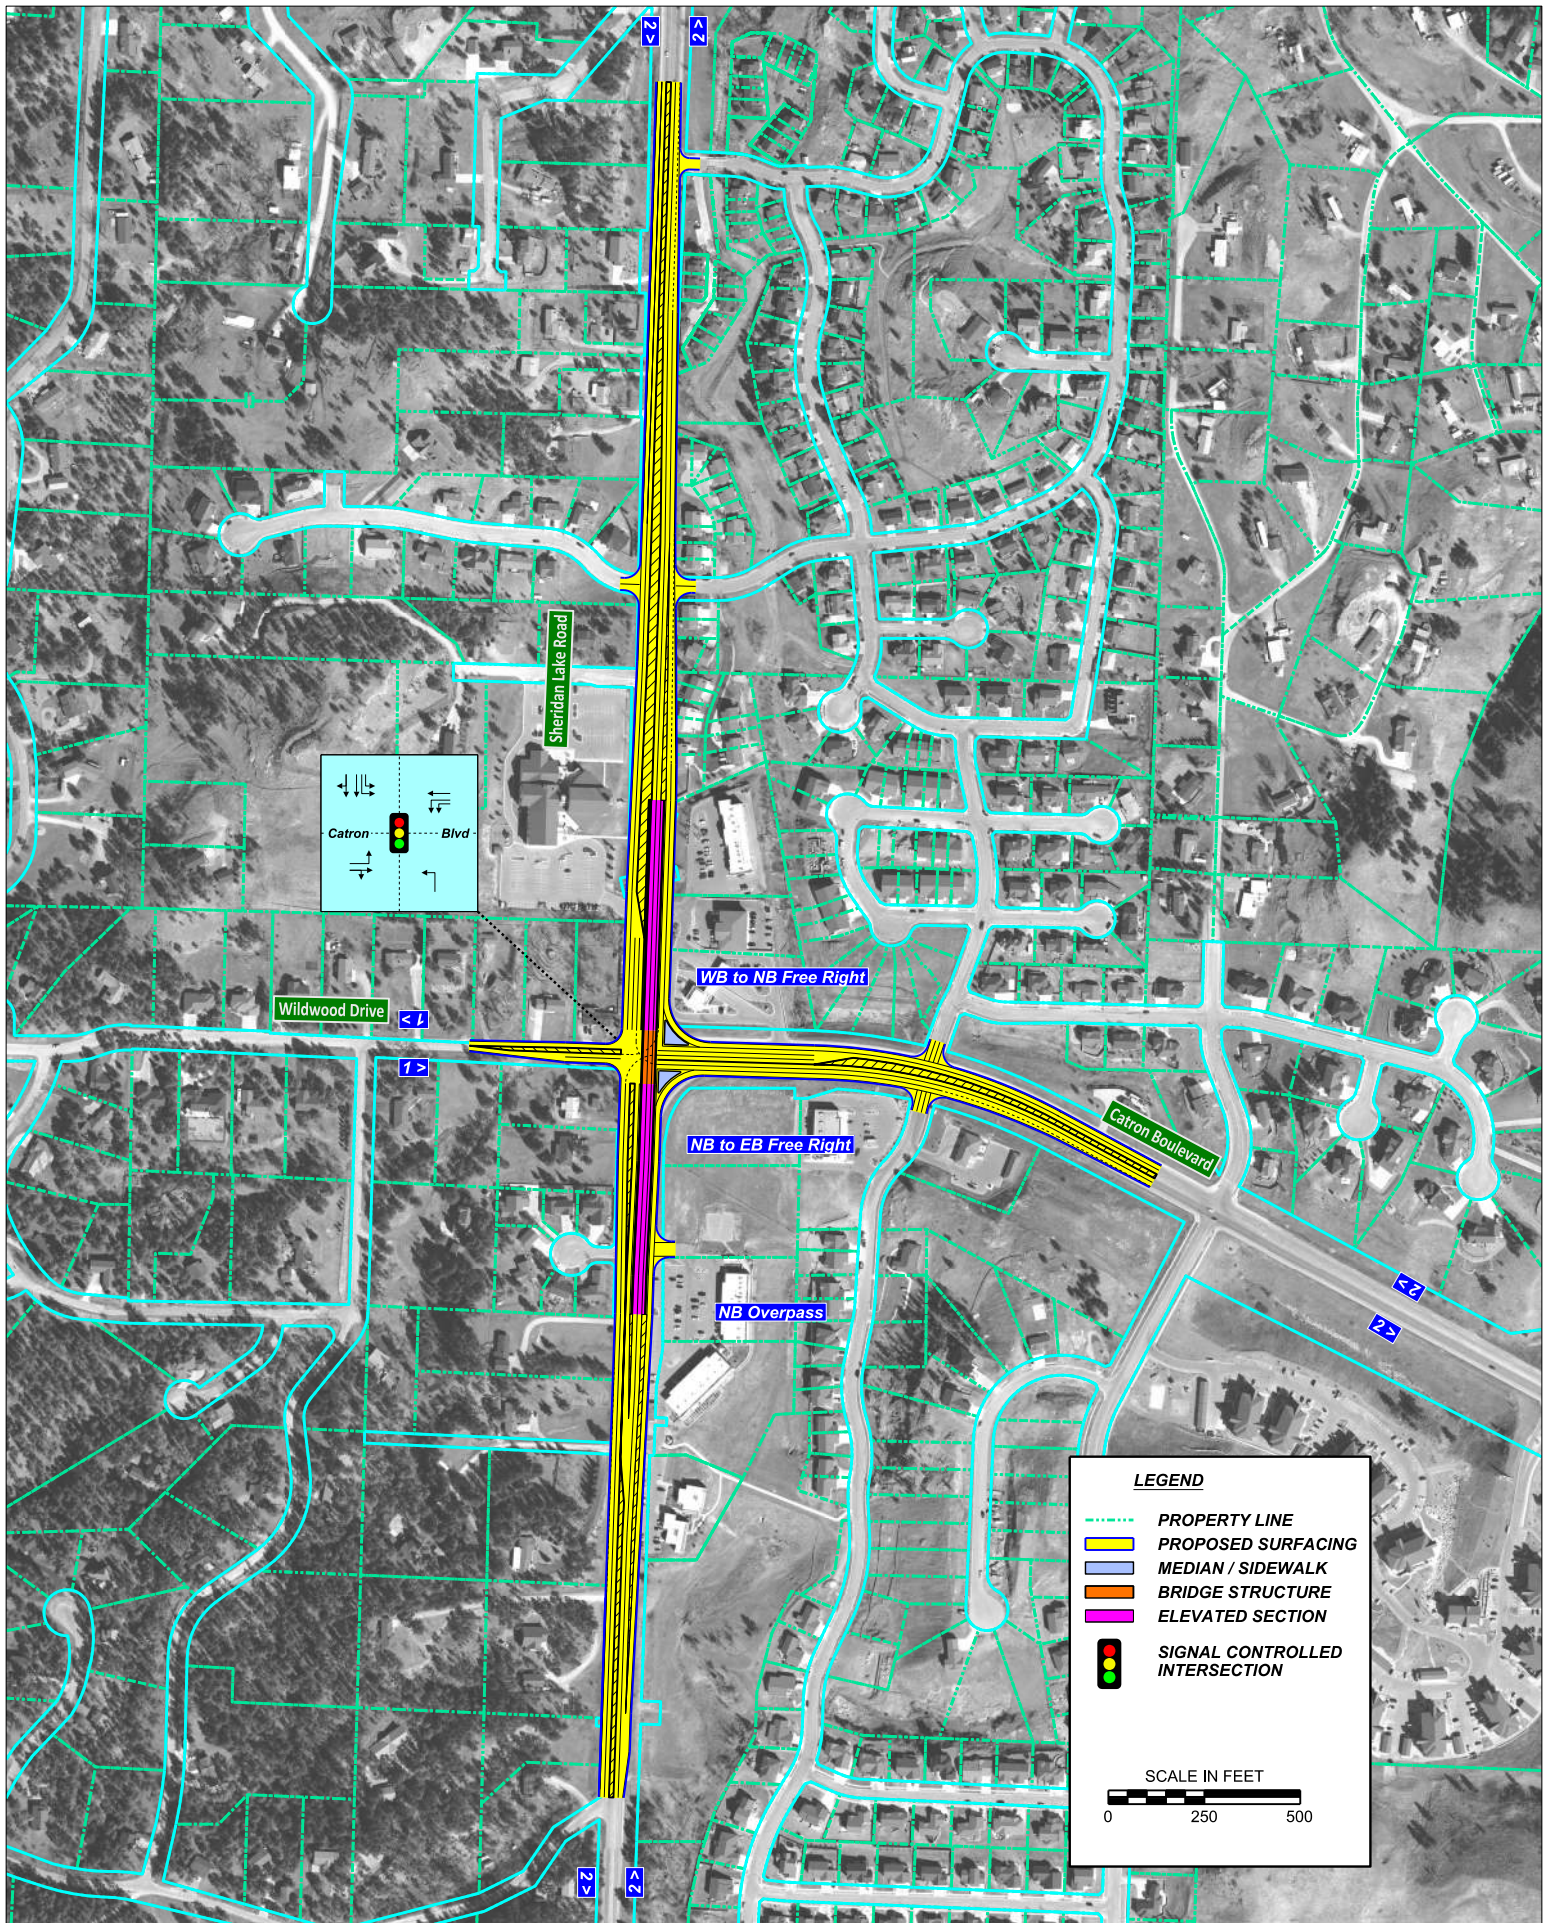 2 >
2 >
Sheridan Lake Road
Catron
Blvd
WB to NB Free Right
Wildwood Drive
1 >
1 >
Catron Boulevard
NB to EB Free Right
2 >
NB Overpass
2 >
LEGEND
PROPERTY LINE
PROPOSED SURFACING
MEDIAN / SIDEWALK
BRIDGE STRUCTURE
ELEVATED SECTION
SIGNAL CONTROLLED
INTERSECTION
SCALE IN FEET
0 250 500
2 >
2 >